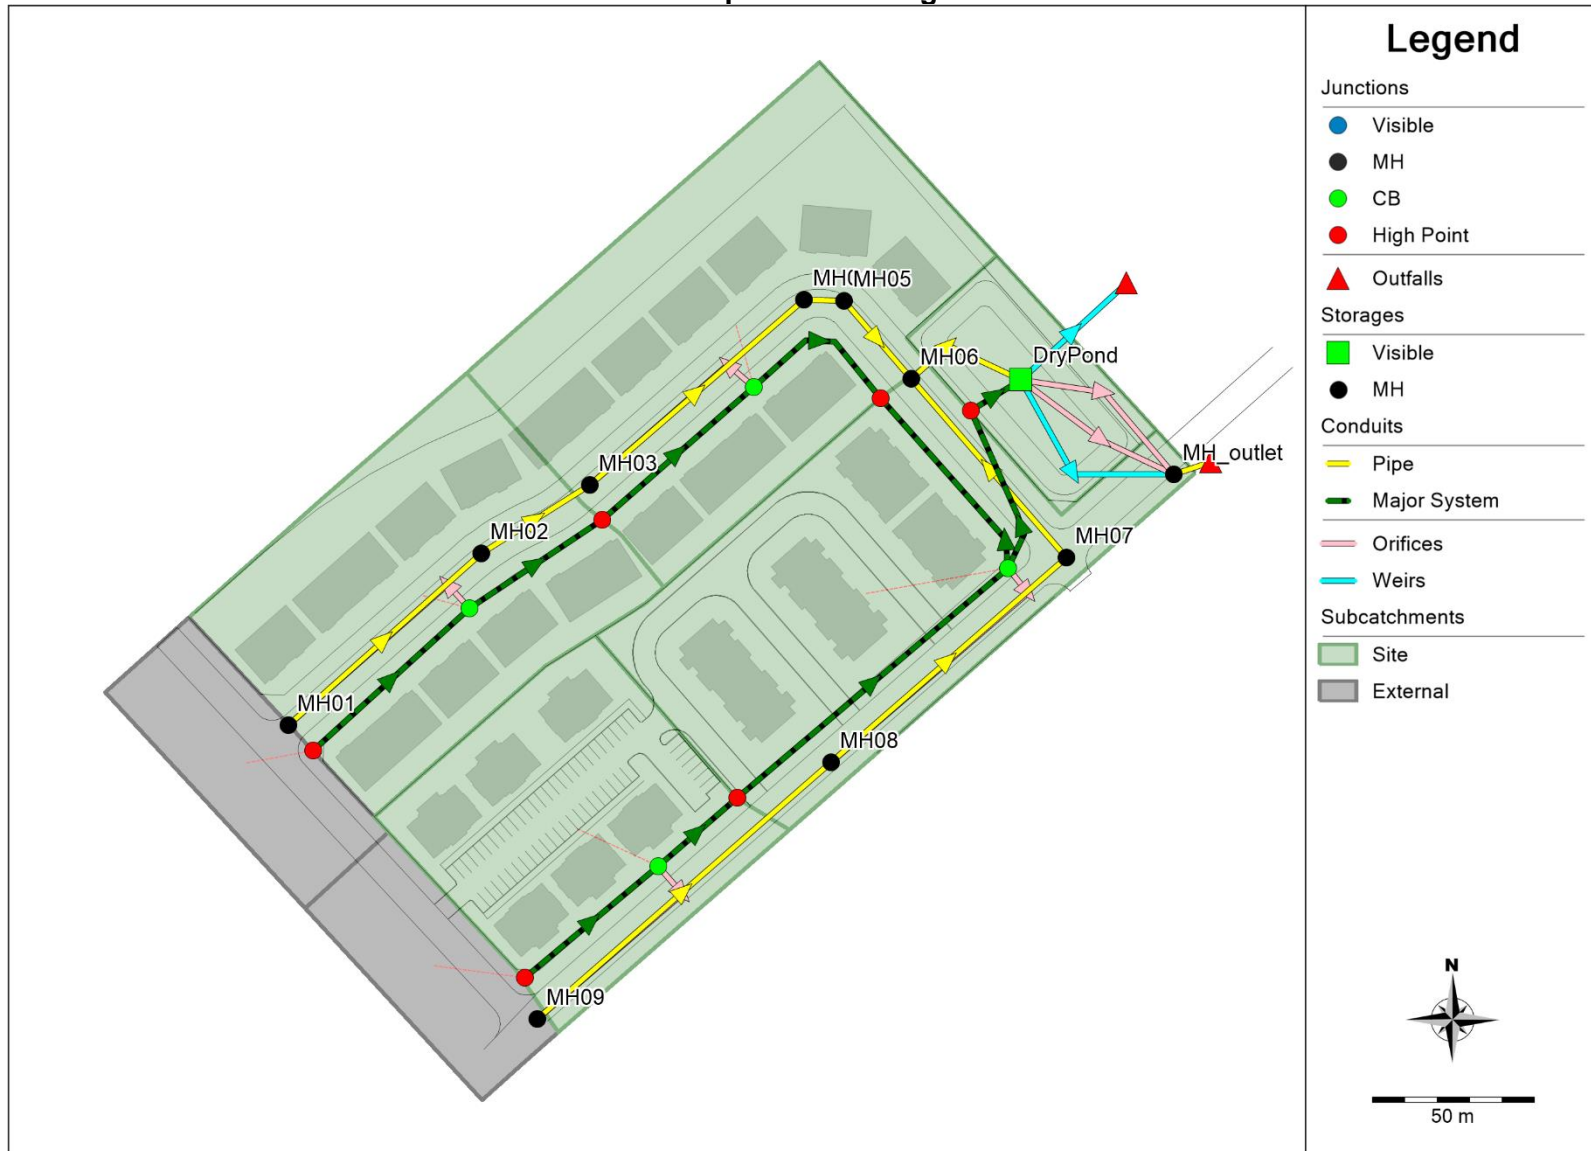 Legend
Junctions
Visible
MH
CB
High Point
Outfalls
Storages
Visible
MH
Conduits
Pipe
Major System
Orifices
Weirs
Subcatchments
Site
External
MH05
MH06
DryPond
MH_outlet
MH03
MH02
MH07
MH01
MH08
MH09
N
50 m